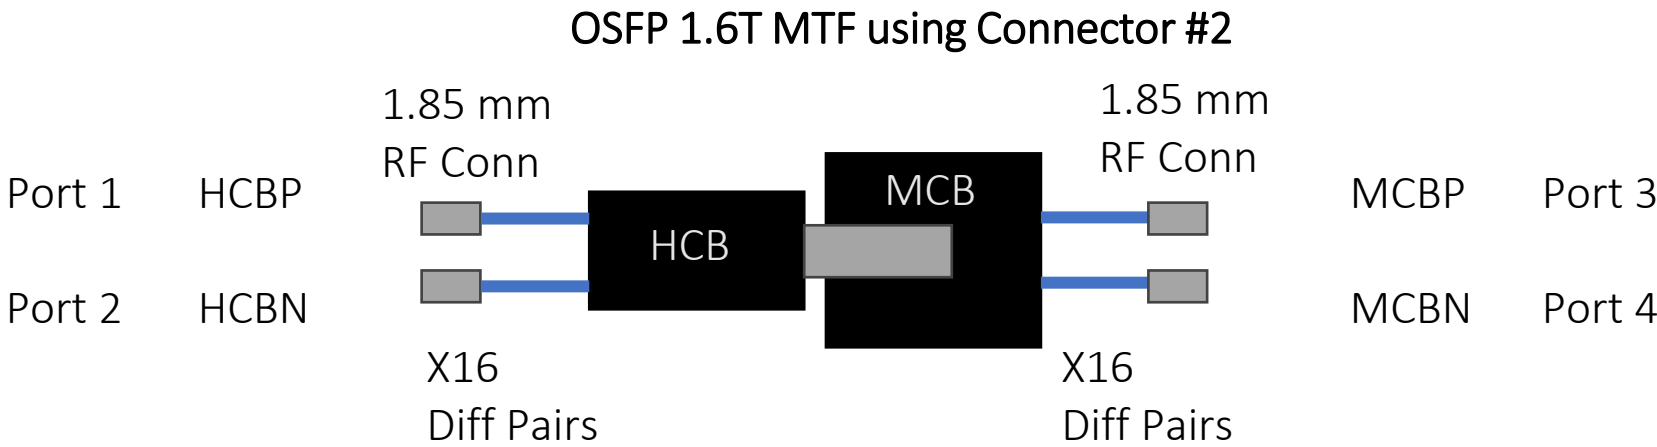 OSFP 1.6T MTF using Connector #2
1.85 mm
RF Conn
1.85 mm
RF Conn
Port 1 HCBP
HCB
MCB
MCBP Port 3
Port 2 HCBN
MCBN Port 4
X16
Diff Pairs
X16
Diff Pairs